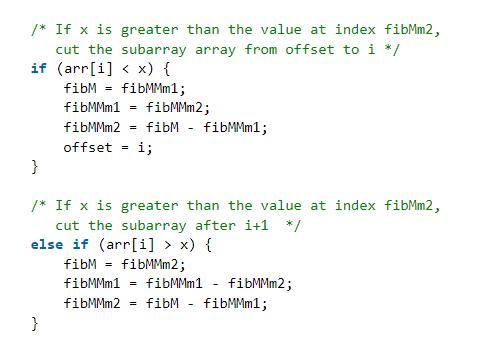 /* If x is greater than the value at index fibMm2,
cut the subarray array from offset to i */
if (arr[i] < x) {
fibM = fibMMm1;
fibMMm1 = fibMMm2;
fibMMm2 = fibM - fibMMm1;
offset = i;
}
/* If x is greater than the value at index fibMm2,
cut the subarray after i+1 */
else if (arr[i] > x) {
fibM = fibMMm2;
fibMMm1 = fibMMm1 - fibMMm2;
fibMMm2 = fibM - fibMMm1;
}